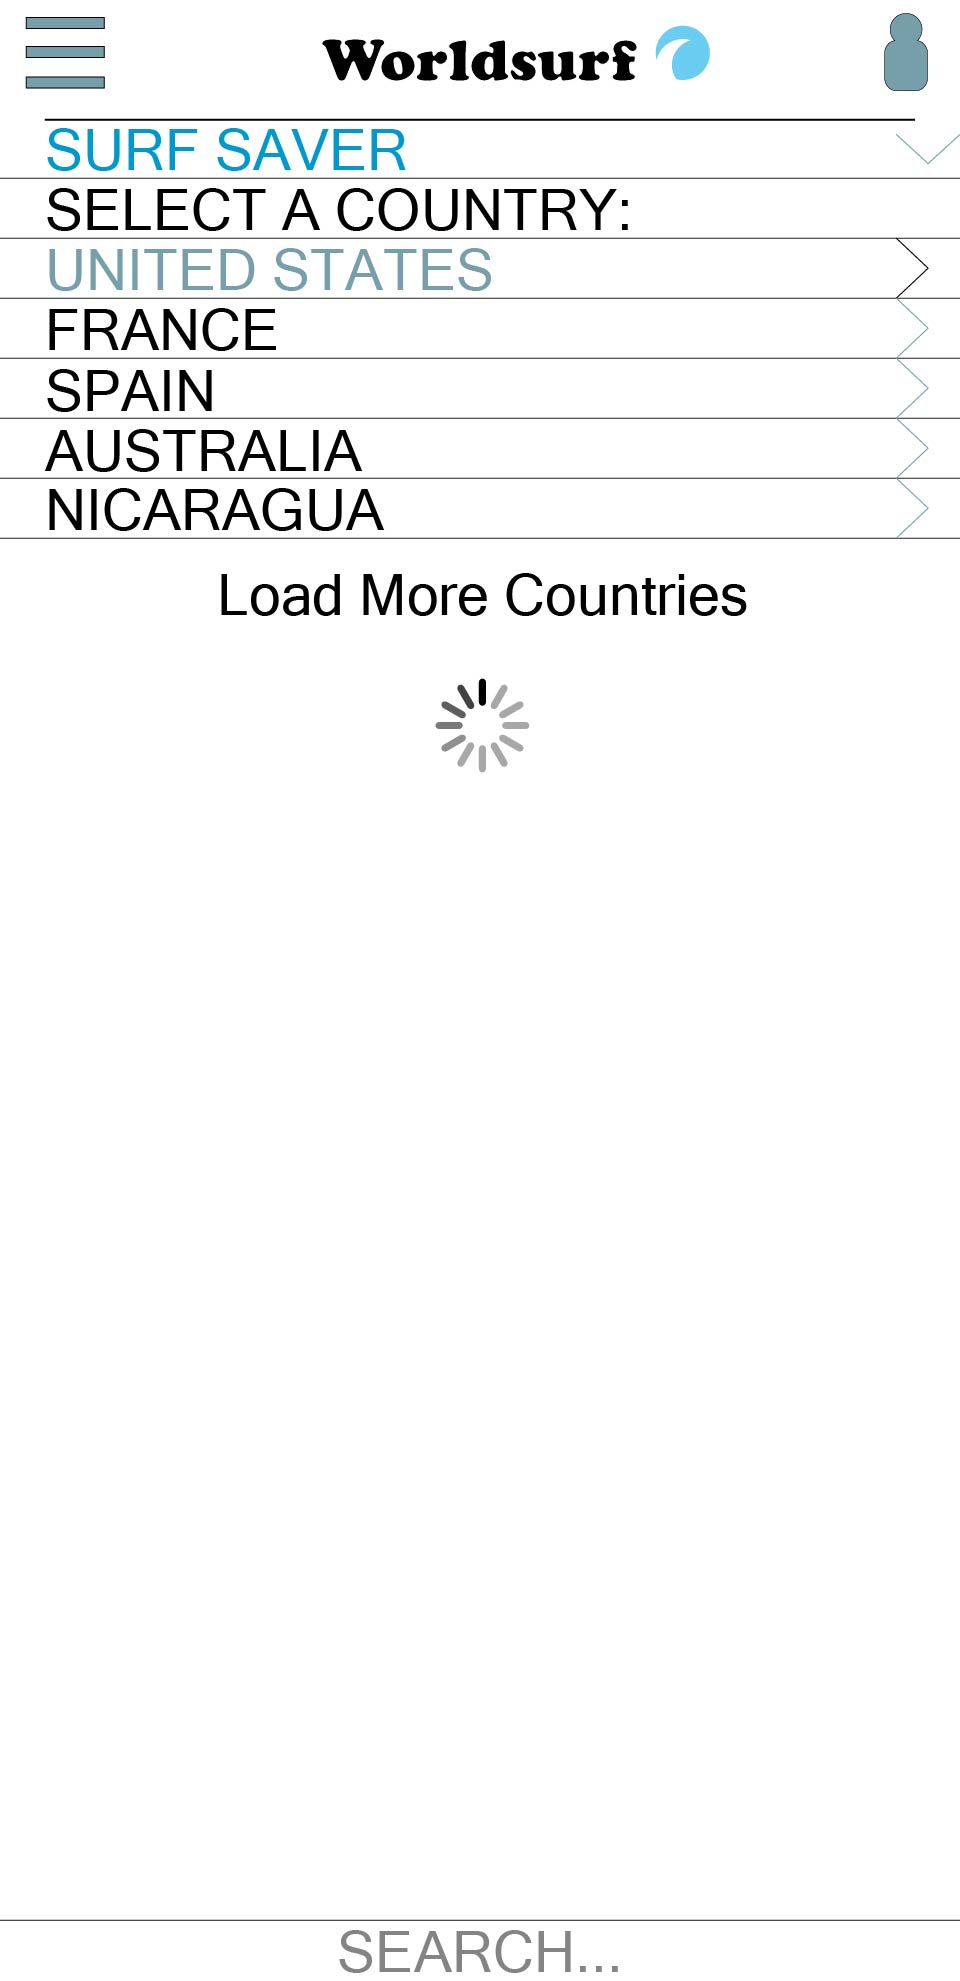 Worldsurf
SURF SAVER
SELECT A COUNTRY:
UNITED STATES
FRANCE
SPAIN
AUSTRALIA
NICARAGUA
Load More Countries
SEARCH...